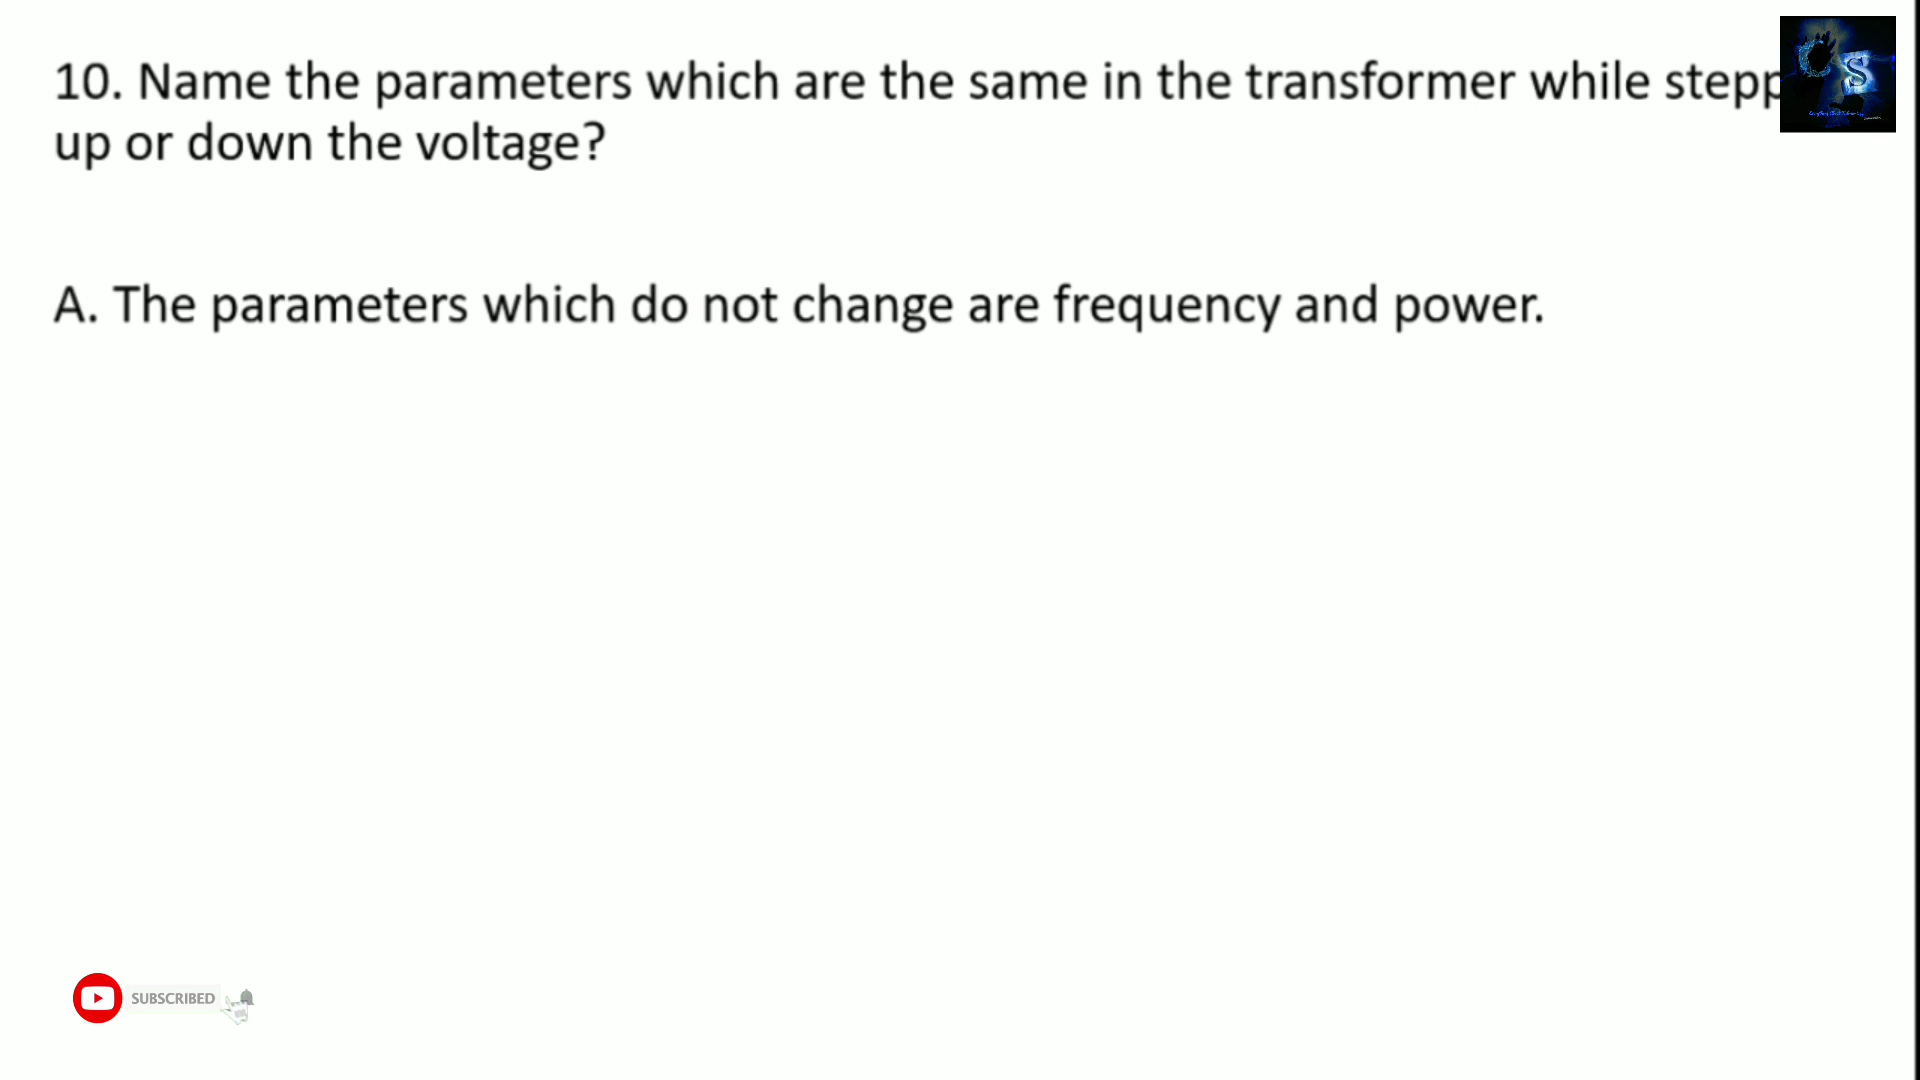 10. Name the parameters which are the same in the transformer while
up or down the voltage?
A. The parameters which do not change are frequency and power.
SUBSCRIBED